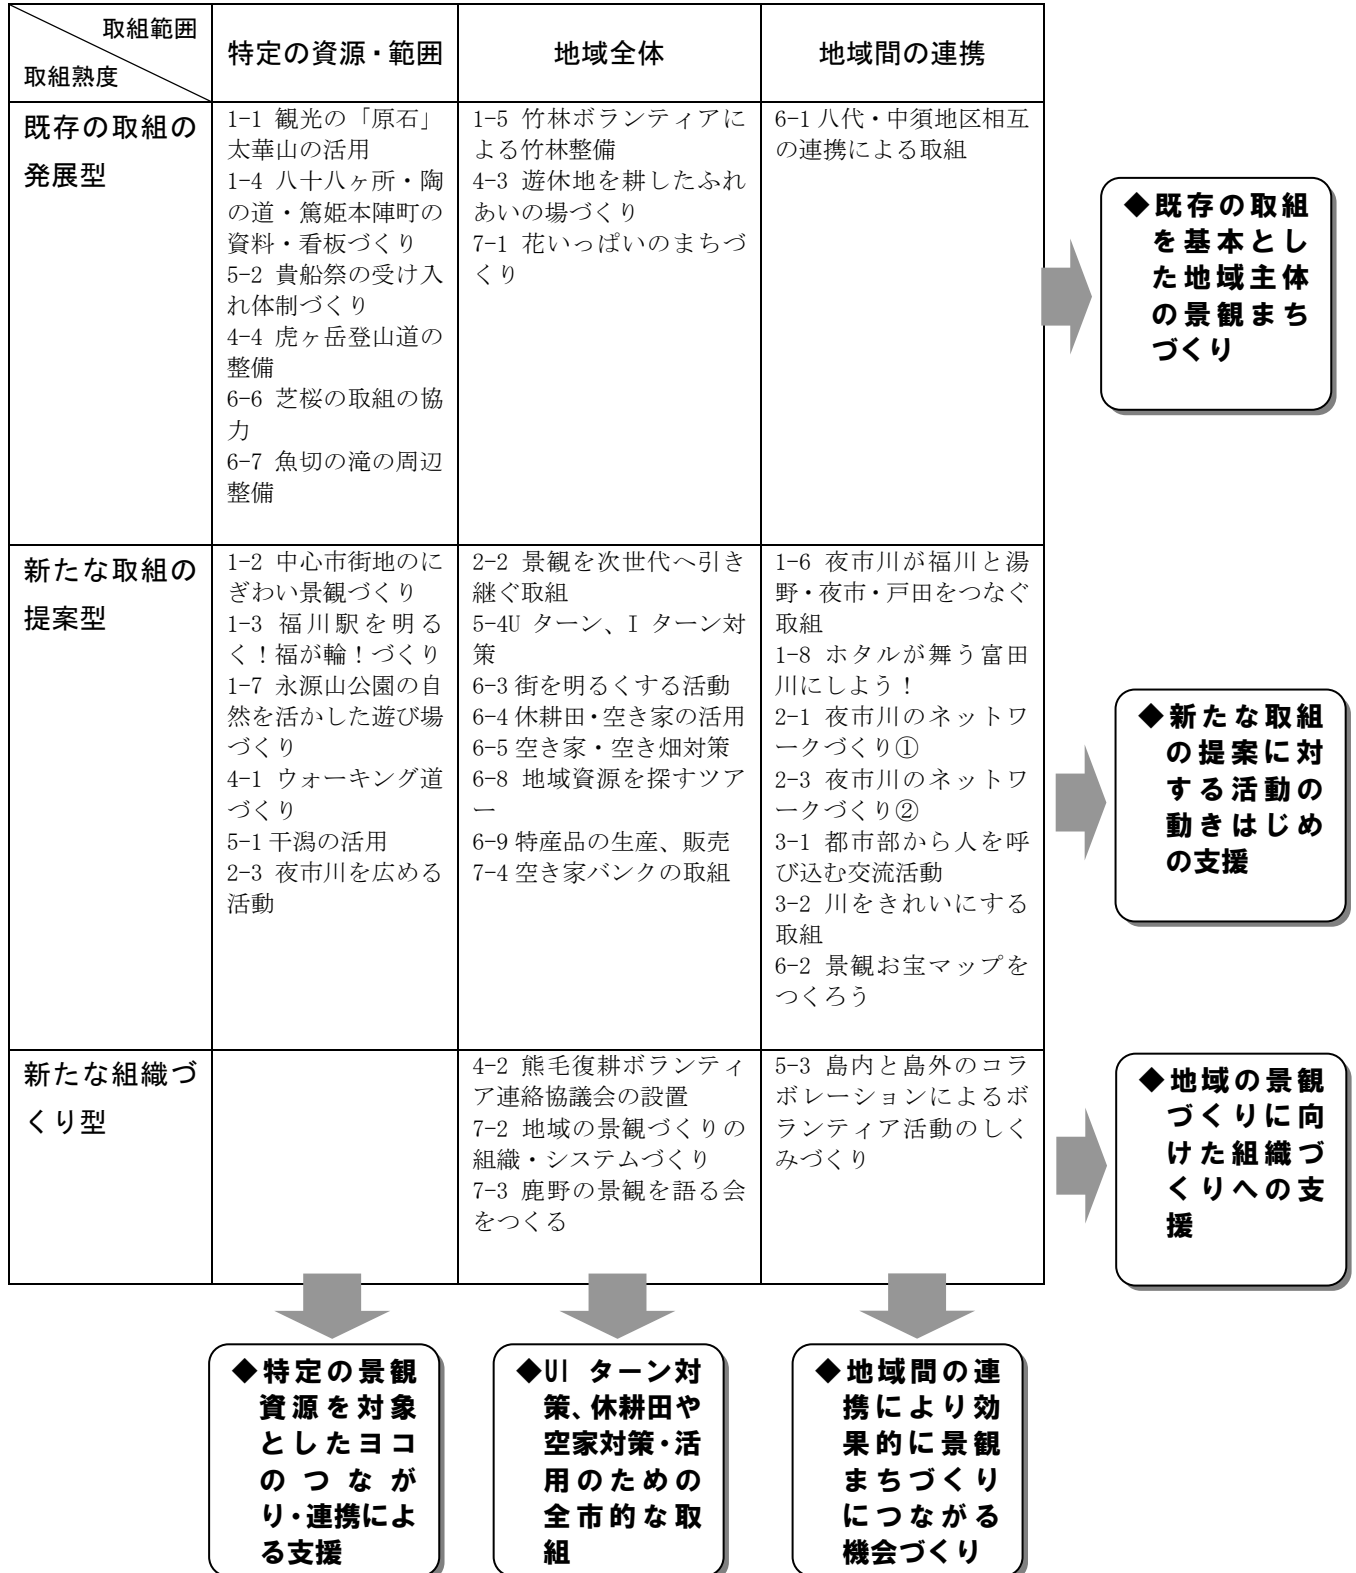 取組範囲
取組熟度
特定の資源・範囲
地域全体
地域間の連携
既存の取組の
発展型
1-1 観光の「原石」
太華山の活用
1-4 八十八ヶ所・陶
の道・篤姫本陣町の
資料・看板づくり
5-2 貴船祭の受け入
れ体制づくり
4-4 虎ヶ岳登山道の
整備
6-6 芝桜の取組の協
力
6-7 魚切の滝の周辺
整備
1-5 竹林ボランティアに
よる竹林整備
4-3 遊休地を耕したふれ
あいの場づくり
7-1 花いっぱいのまちづ
くり
6-1 八代・中須地区相互
の連携による取組
◆既存の取組
を基本とし
た地域主体
の景観まち
づくり
新たな取組の
提案型
1-2 中心市街地のに
ぎわい景観づくり
1-3 福川駅を明る
く！福が輪！づくり
1-7 永源山公園の自
然を活かした遊び場
づくり
4-1 ウォーキング道
づくり
5-1 干潟の活用
2-3 夜市川を広める
活動
2-2 景観を次世代へ引き
継ぐ取組
5-4U ターン、I ターン対
策
6-3 街を明るくする活動
6-4 休耕田・空き家の活用
6-5 空き家・空き畑対策
6-8 地域資源を探すツア
ー
6-9 特産品の生産、販売
7-4 空き家バンクの取組
1-6 夜市川が福川と湯
野・夜市・戸田をつなぐ
取組
1-8 ホタルが舞う富田
川にしよう！
2-1 夜市川のネットワ
ークづくり①
2-3 夜市川のネットワ
ークづくり②
3-1 都市部から人を呼
び込む交流活動
3-2 川をきれいにする
取組
6-2 景観お宝マップを
つくろう
◆新たな取組
の提案に対
する活動の
動きはじめ
の支援
新たな組織づ
くり型
4-2 熊毛復耕ボランティ
ア連絡協議会の設置
7-2 地域の景観づくりの
組織・システムづくり
7-3 鹿野の景観を語る会
をつくる
5-3 島内と島外のコラ
ボレーションによるボ
ランティア活動のしく
みづくり
◆地域の景観
づくりに向
けた組織づ
くりへの支
援
◆特定の景観
資源を対象
としたヨコ
のつなが
り・連携によ
る支援
◆UI ターン対
策、休耕田や
空家対策・活
用のための
全市的な取
組
◆地域間の連
携により効
果的に景観
まちづくり
につながる
機会づくり